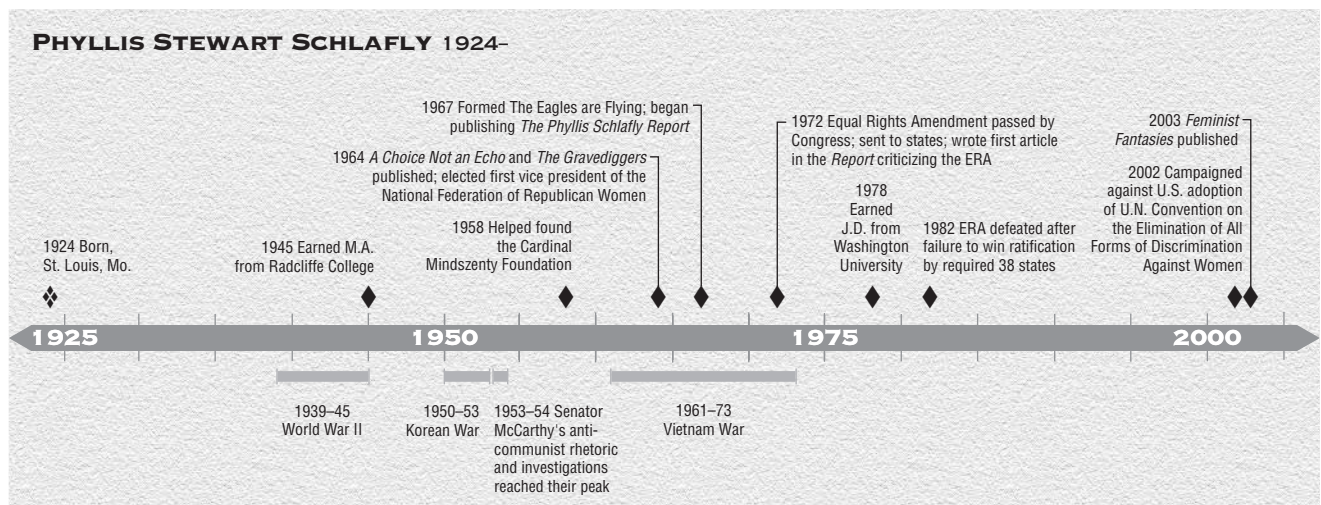 PHYLLIS STEWART SCHLAFLY 1924–
1967 Formed The Eagles are Flying; began
publishing The Phyllis Schlafly Report
1964 A Choice Not an Echo and The Gravediggers
published; elected first vice president of the
National Federation of Republican Women
1972 Equal Rights Amendment passed by
Congress; sent to states; wrote first article
in the Report criticizing the ERA
2003 Feminist
Fantasies published
1924 Born,
St. Louis, Mo.
1945 Earned M.A.
from Radcliffe College
1958 Helped found
the Cardinal
Mindszenty Foundation
1978
Earned
J.D. from
Washington
University
1982 ERA defeated after
failure to win ratification
by required 38 states
2002 Campaigned
against U.S. adoption
of U.N. Convention on
the Elimination of All
Forms of Discrimination
Against Women
1925
1950
1975
2000
1939–45
World War II
1950–53
Korean War
1953–54 Senator
McCarthy's anti-
communist rhetoric
and investigations
reached their peak
1961–73
Vietnam War